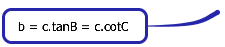 b = c.tanB = c.cotC